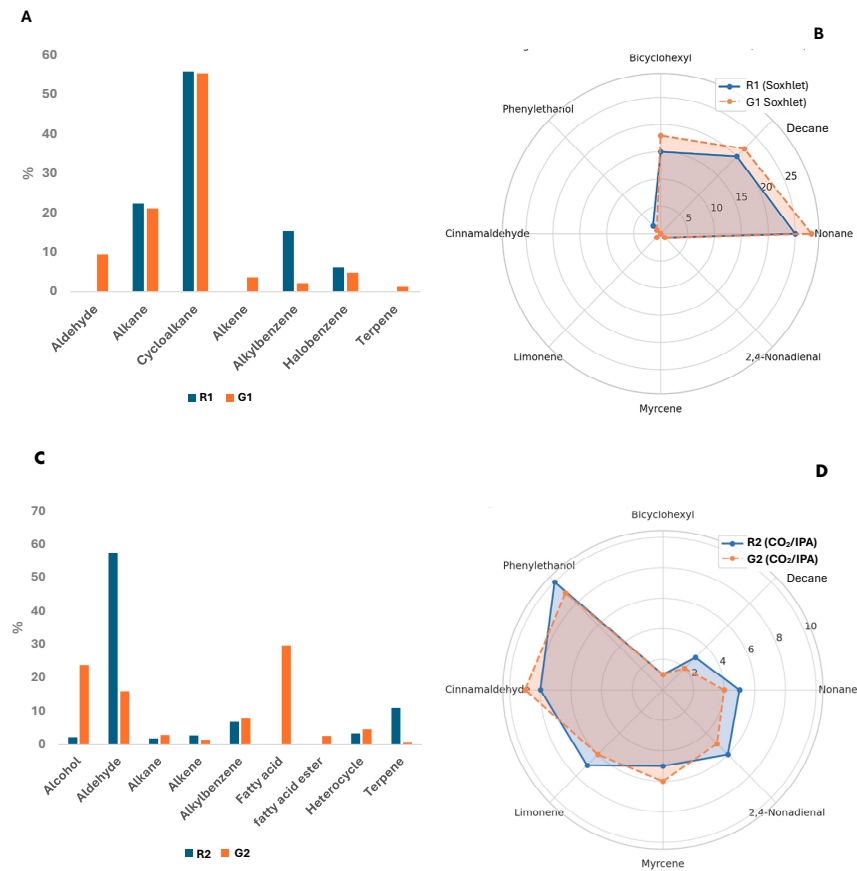 A
60
50
40
30
20
10
0
%
Aldehyde
Alkane
Cycloalkane
Alkene
Alkylbenzene
Halobenzene
Terpene
R1 G1
B
Bicyclohexyl
R1 (Soxhlet)
G1 Soxhlet)
Phenylethanol
Decane
25
20
15
10
5
Cinnamaldehyde
Nonane
Limonene
2,4-Nonadienal
Myrcene
C
70
60
50
40
30
20
10
0
%
Alcohol
Aldehyde
Alkane
Alkene
Alkylbenzene
Fatty acid
fatty acid ester
Heterocycle
Terpene
R2 G2
D
Bicyclohexyl
R2 (CO₂/IPA)
G2 (CO₂/IPA)
Phenylethanol
Decane
10
8
6
4
2
Cinnamaldehyde
Nonane
Limonene
2,4-Nonadienal
Myrcene